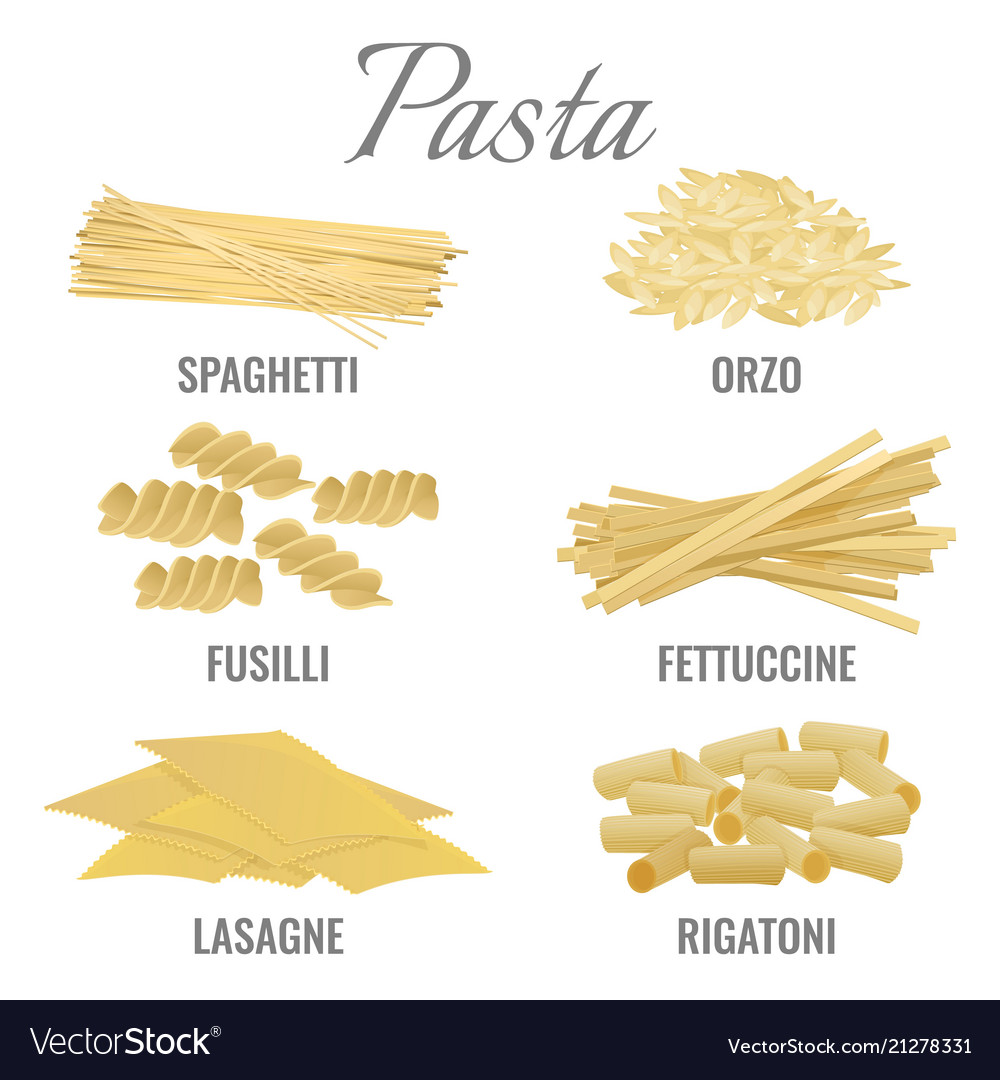 Pasta
SPAGHETTI
ORZO
FUSILLI
FETTUCCINE
LASAGNE
RIGATONI
VectorStock®
VectorStock.com/21278331